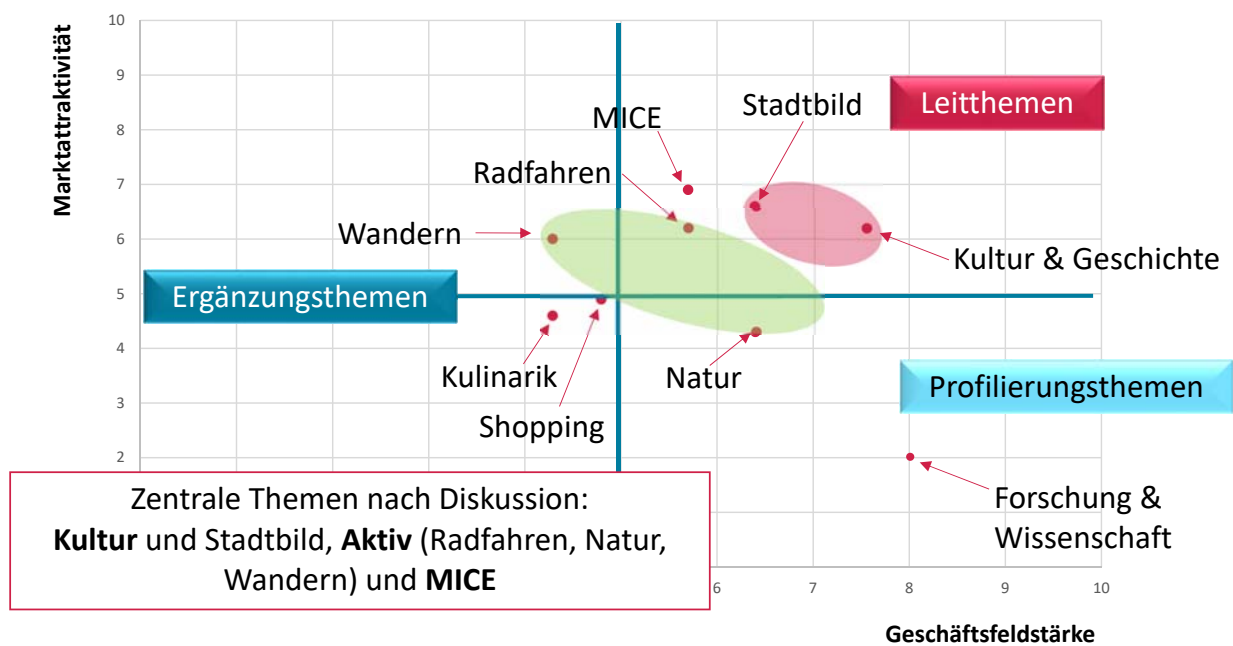 Marktattraktivität
10
9
8
7
6
5
4
3
2
Leitthemen
Stadtbild
MICE
Radfahren
Wandern
Kultur & Geschichte
Ergänzungsthemen
Kulinarik
Natur
Shopping
Profilierungsthemen
Forschung &
Wissenschaft
Zentrale Themen nach Diskussion:
Kultur und Stadtbild, Aktiv (Radfahren, Natur,
Wandern) und MICE
6 7 8 9 10
Geschäftsfeldstärke